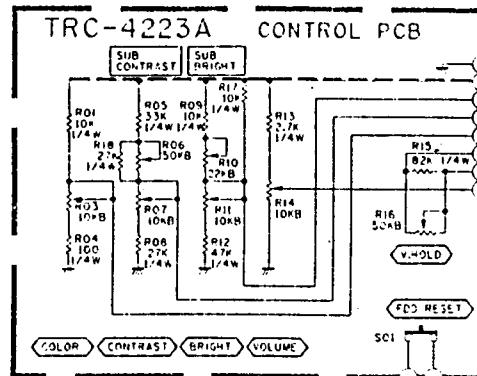 TRC-4223A CONTROL PCB
SUB CONTRAST
SUB BRIGHT
R01
10K
1/4W
R05
33K
1/4W
R09
10K
1/4W
R17
10K
1/4W
R13
2.7K
1/4W
R18
27K
1/4W
R06
50KB
R10
22KB
R15
82K 1/4W
R03
10KB
R07
10KB
R11
10KB
R14
10KB
R16
50KB
R04
100
1/4W
R08
27K
1/4W
R12
47K
1/4W
V.HOLD
FDD RESET
S01
COLOR
CONTRAST
BRIGHT
VOLUME